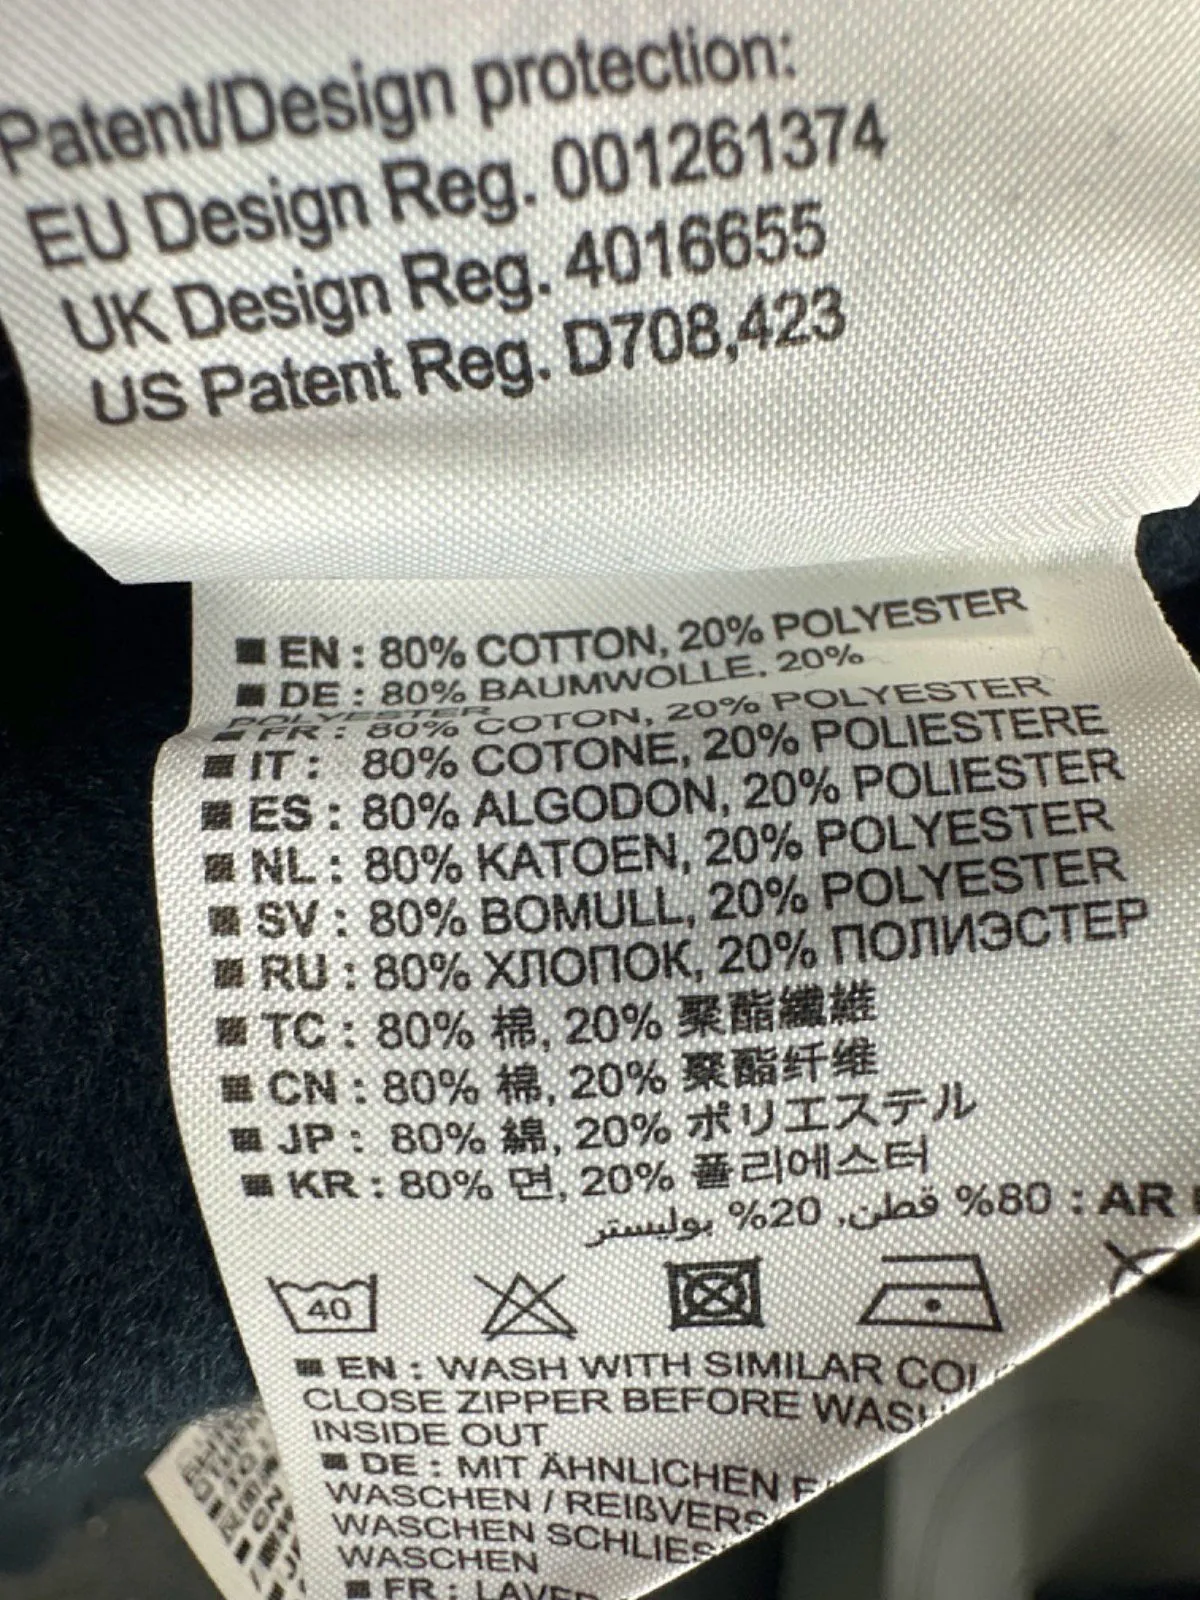 Patent/Design protection:
EU Design Reg. 001261374
UK Design Reg. 4016655
US Patent Reg. D708,423
■ EN : 80% COTTON, 20% POLYESTER
■ DE : 80% BAUMWOLLE, 20%
POLYESTER
■ FR : 80% COTON, 20% POLYESTER
■ IT : 80% COTONE, 20% POLIESTERE
■ ES : 80% ALGODON, 20% POLIESTER
■ NL : 80% KATOEN, 20% POLYESTER
■ SV : 80% BOMULL, 20% POLYESTER
■ RU : 80% ХЛОПОК, 20% ПОЛИЭСТЕР
■ TC : 80% 棉, 20% 聚酯纖維
■ CN : 80% 棉, 20% 聚酯纤维
■ JP : 80% 綿, 20% ポリエステル
■ KR : 80% 면, 20% 폴리에스터
AR : 80% قطن, 20% بوليستر
40
■ EN : WASH WITH SIMILAR COL
CLOSE ZIPPER BEFORE WASH
INSIDE OUT
■ DE : MIT ÄHNLICHEN F
WASCHEN / REIßVERS
WASCHEN SCHLIES
WASCHEN
■ FR : LAVER